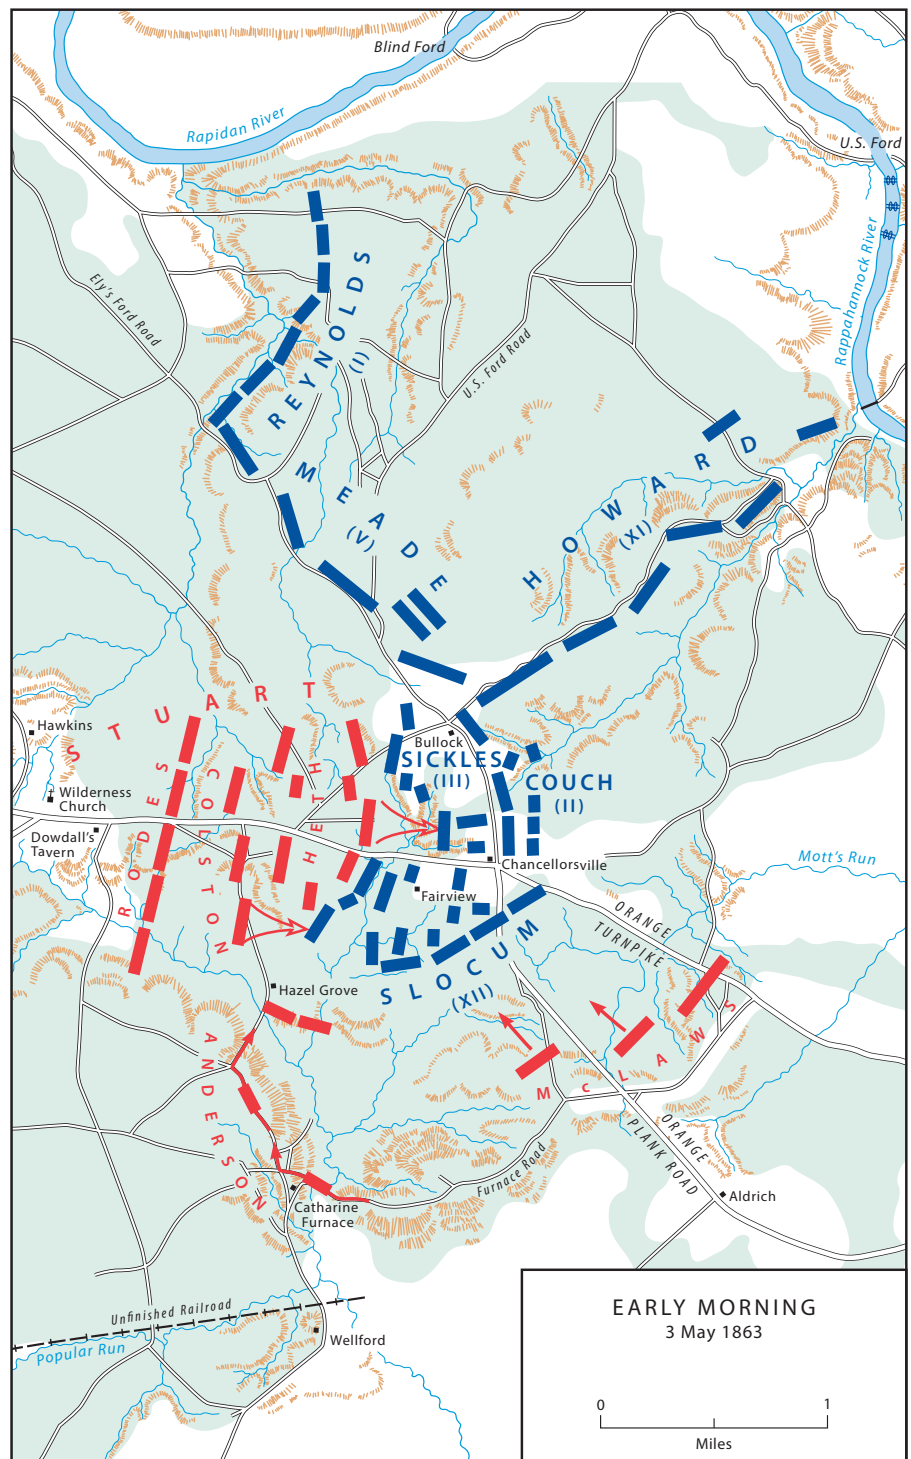 Blind Ford
Rapidan River
U.S. Ford
Rappahannock River
Ely's Ford Road
REYNOLDS
(I)
U.S. Ford Road
MEADE
(V)
HOWARD
(XI)
STUART
Hawkins
Bullock
SICKLES
(III)
COUCH
(II)
Wilderness
Church
RODES
COLSTON
HETH
Dowdall's
Tavern
Chancellorsville
Mott's Run
Fairview
ORANGE
TURNPIKE
SLOCUM
(XII)
Hazel Grove
ANDERSON
McLAWS
ORANGE
PLANK ROAD
Furnace Road
Aldrich
Catharine
Furnace
Unfinished Railroad
Popular Run
Wellford
EARLY MORNING
3 May 1863
0 1
Miles